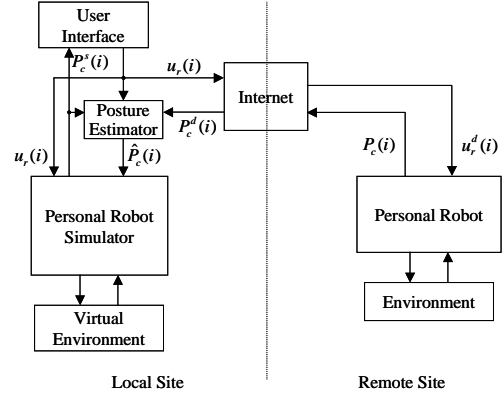 User
Interface
P_c^s(i)
u_r(i)
Internet
Posture
Estimator
P_c^d(i)
P_c(i)
u_r^d(i)
u_r(i)
P̂_c(i)
Personal Robot
Simulator
Personal Robot
Virtual
Environment
Environment
Local Site
Remote Site